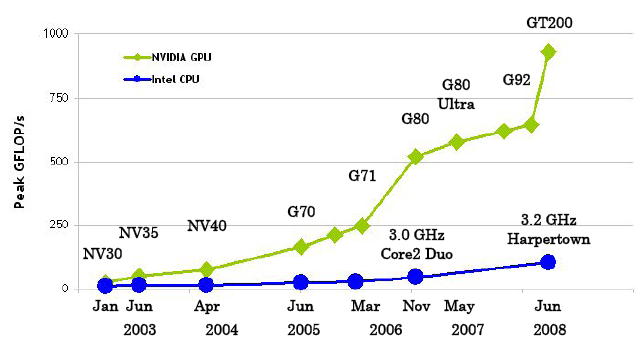 GT200
1000
NVIDIA GPU
Intel CPU
G92
G80
Ultra
750
G80
Peak GFLOP/s
500
G71
250
G70
NV40
NV35
NV30
3.0 GHz
Core2 Duo
3.2 GHz
Harpertown
0
Jan Jun Apr Jun Mar Nov May Jun
2003 2004 2005 2006 2007 2008